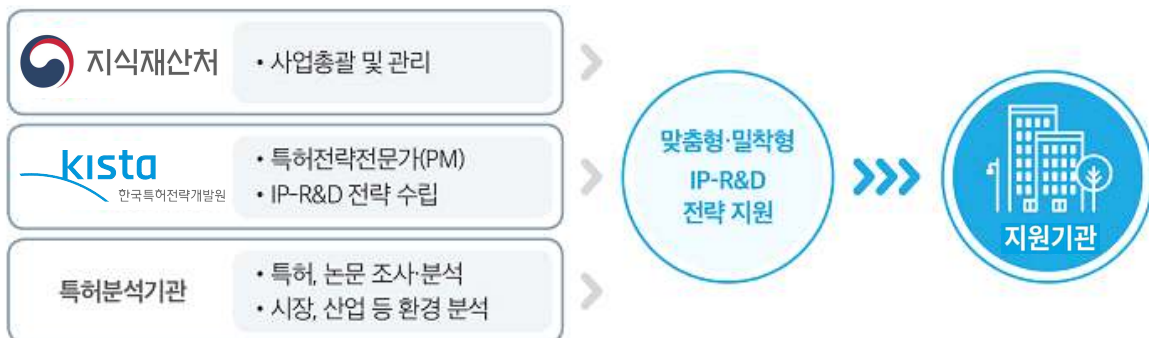 지식재산처
• 사업총괄 및 관리
kista
한국특허전략개발원
• 특허전략전문가(PM)
• IP-R&D 전략 수립
특허분석기관
• 특허, 논문 조사·분석
• 시장, 산업 등 환경 분석
맞춤형·밀착형
IP-R&D
전략 지원
지원기관